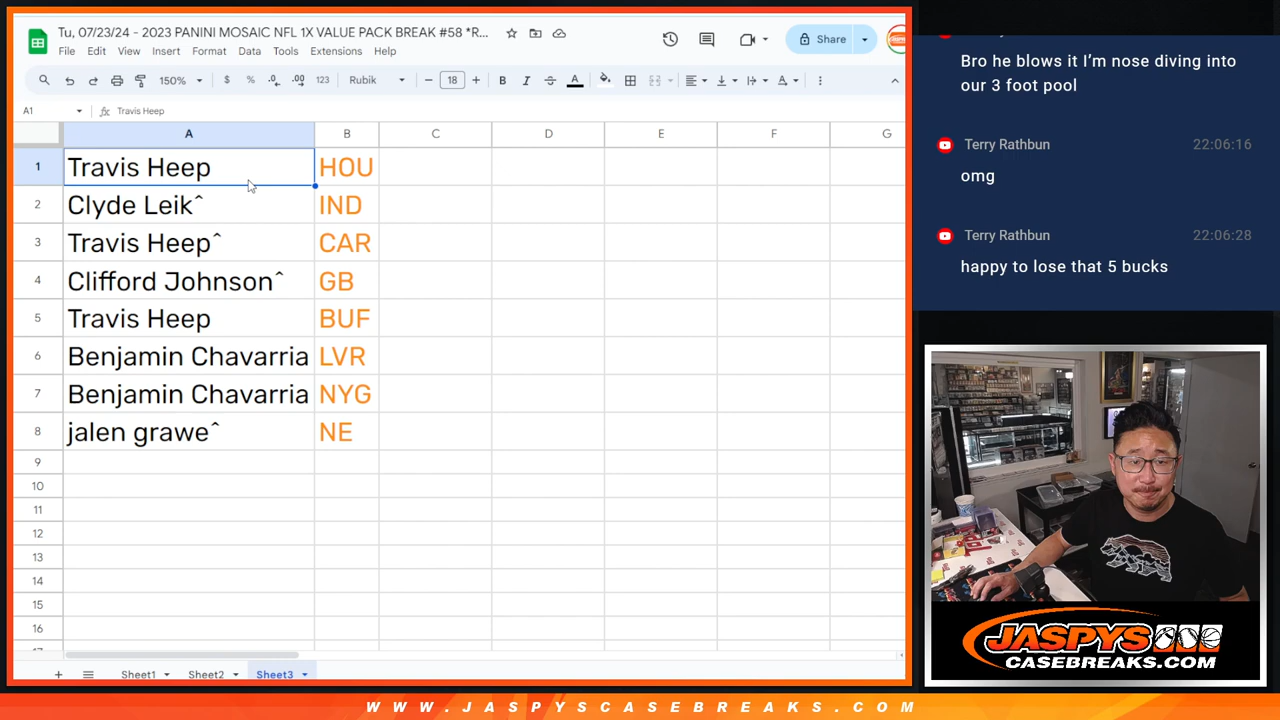 Tu, 07/23/24 - 2023 PANINI MOSAIC NFL 1X VALUE PACK BREAK #58 *R...
File Edit View Insert Format Data Tools Extensions Help
Share
150% $ % .0 .00 123 Rubik 18 B I S A
A1 fx Travis Heep
A B C D E F G
1 Travis Heep HOU
2 Clyde Leik^ IND
3 Travis Heep^ CAR
4 Clifford Johnson^ GB
5 Travis Heep BUF
6 Benjamin Chavarria LVR
7 Benjamin Chavarria NYG
8 jalen grawe^ NE
9
10
11
12
13
14
15
16
Sheet1 Sheet2 Sheet3
Bro he blows it I'm nose diving into
our 3 foot pool
Terry Rathbun 22:06:16
omg
Terry Rathbun 22:06:28
happy to lose that 5 bucks
JASPYS
CASEBREAKS.COM
WWW.JASPYSCASEBREAKS.COM